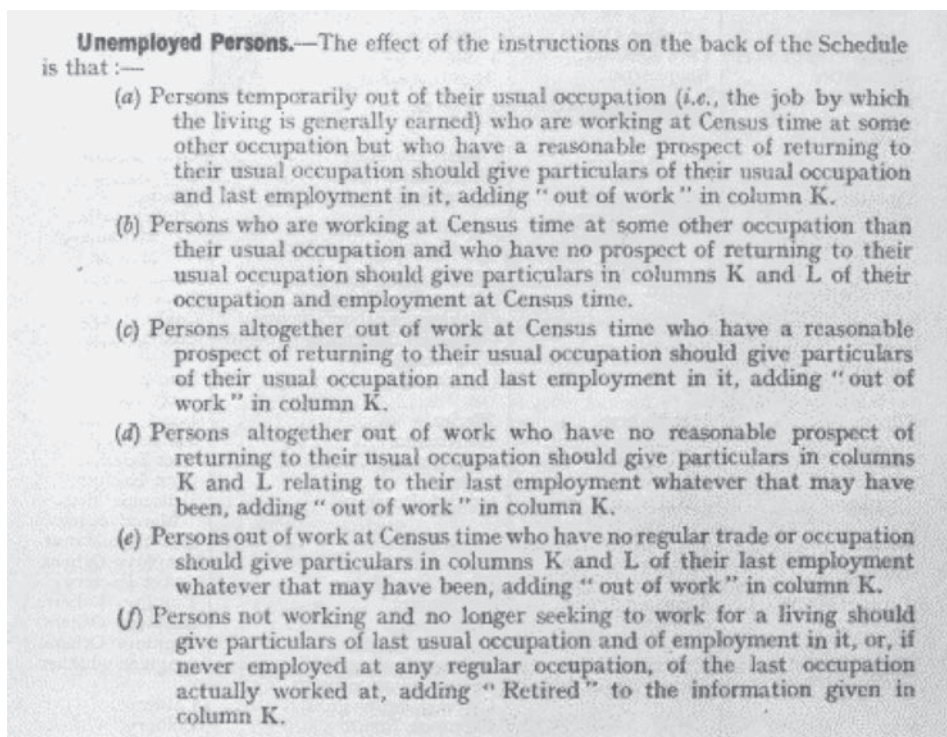 Unemployed Persons.—The effect of the instructions on the back of the Schedule
is that :—
(a) Persons temporarily out of their usual occupation (i.e., the job by which
the living is generally earned) who are working at Census time at some
other occupation but who have a reasonable prospect of returning to
their usual occupation should give particulars of their usual occupation
and last employment in it, adding “ out of work ” in column K.
(b) Persons who are working at Census time at some other occupation than
their usual occupation and who have no prospect of returning to their
usual occupation should give particulars in columns K and L of their
occupation and employment at Census time.
(c) Persons altogether out of work at Census time who have a reasonable
prospect of returning to their usual occupation should give particulars
of their usual occupation and last employment in it, adding “ out of
work ” in column K.
(d) Persons altogether out of work who have no reasonable prospect of
returning to their usual occupation should give particulars in columns
K and L relating to their last employment whatever that may have
been, adding “ out of work ” in column K.
(e) Persons out of work at Census time who have no regular trade or occupation
should give particulars in columns K and L of their last employment
whatever that may have been, adding “ out of work ” in column K.
(f) Persons not working and no longer seeking to work for a living should
give particulars of last usual occupation and of employment in it, or, if
never employed at any regular occupation, of the last occupation
actually worked at, adding “ Retired ” to the information given in
column K.